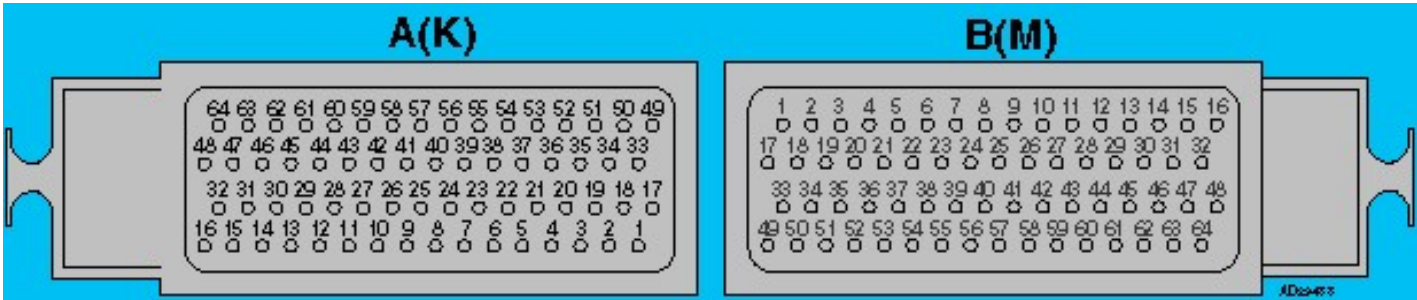 A(K)
64 63 62 61 60 59 58 57 56 55 54 53 52 51 50 49
48 47 46 45 44 43 42 41 40 39 38 37 36 35 34 33
32 31 30 29 28 27 26 25 24 23 22 21 20 19 18 17
16 15 14 13 12 11 10 9 8 7 6 5 4 3 2 1
B(M)
1 2 3 4 5 6 7 8 9 10 11 12 13 14 15 16
17 18 19 20 21 22 23 24 25 26 27 28 29 30 31 32
33 34 35 36 37 38 39 40 41 42 43 44 45 46 47 48
49 50 51 52 53 54 55 56 57 58 59 60 61 62 63 64